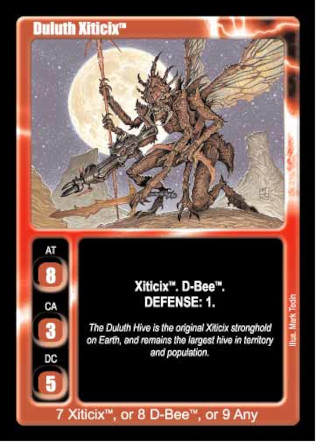 Duluth Xiticix™
AT
8
CA
3
DC
5
Xiticix™. D-Bee™.
DEFENSE: 1.
The Duluth Hive is the original Xiticix stronghold
on Earth, and remains the largest hive in territory
and population.
Illus. Mark Tedin
7 Xiticix™, or 8 D-Bee™, or 9 Any